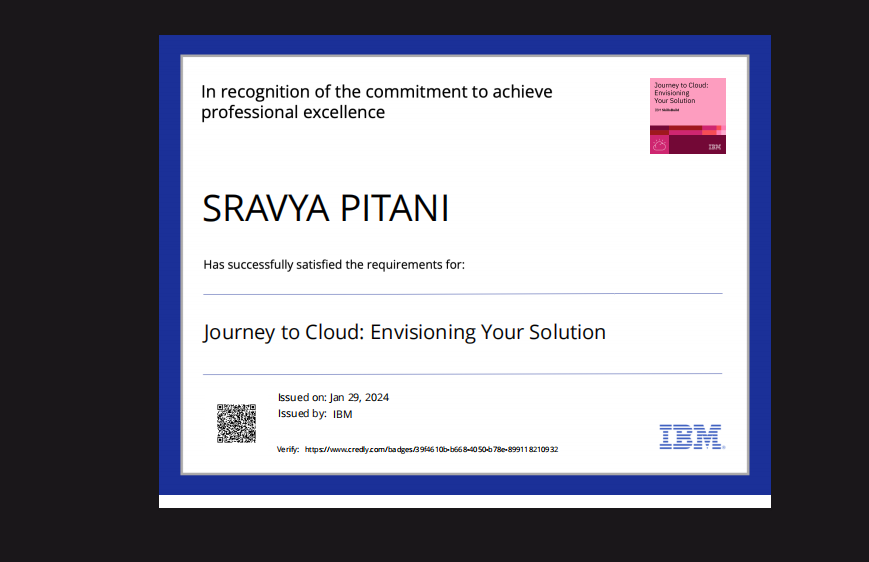 In recognition of the commitment to achieve
professional excellence
Journey to Cloud:
Envisioning
Your Solution
IBM SkillsBuild
IBM
SRAVYA PITANI
Has successfully satisfied the requirements for:
Journey to Cloud: Envisioning Your Solution
Issued on: Jan 29, 2024
Issued by: IBM
Verify: https://www.credly.com/badges/39f4610b-b668-4050-b78e-899118210932
IBM